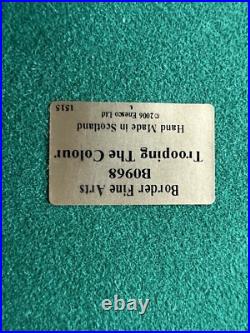 Border Fine Arts
B0968
Trooping The Colour
Hand Made in Scotland
©2006 Enesco Ltd
1515